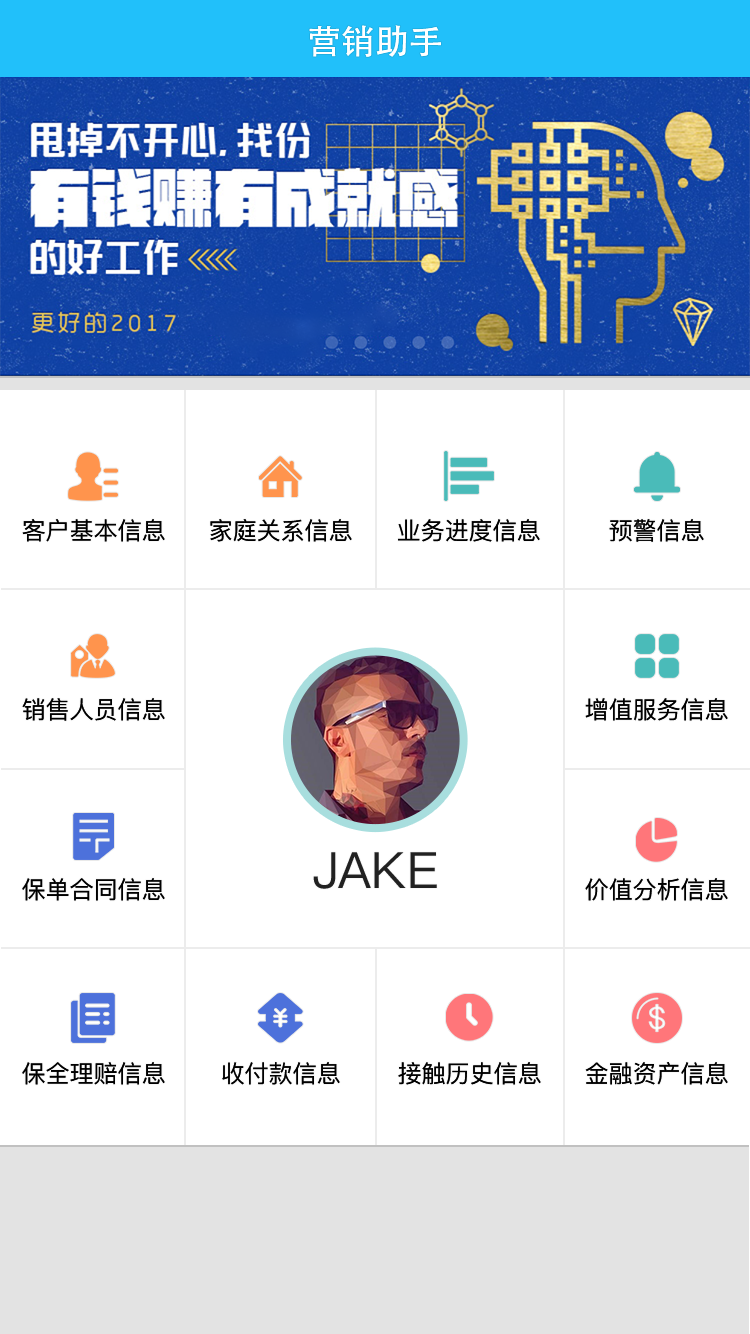 营销助手
甩掉不开心,找份
有钱赚有成就感
的好工作
更好的2017
客户基本信息
家庭关系信息
业务进度信息
预警信息
销售人员信息
增值服务信息
JAKE
保单合同信息
价值分析信息
保全理赔信息
收付款信息
接触历史信息
金融资产信息